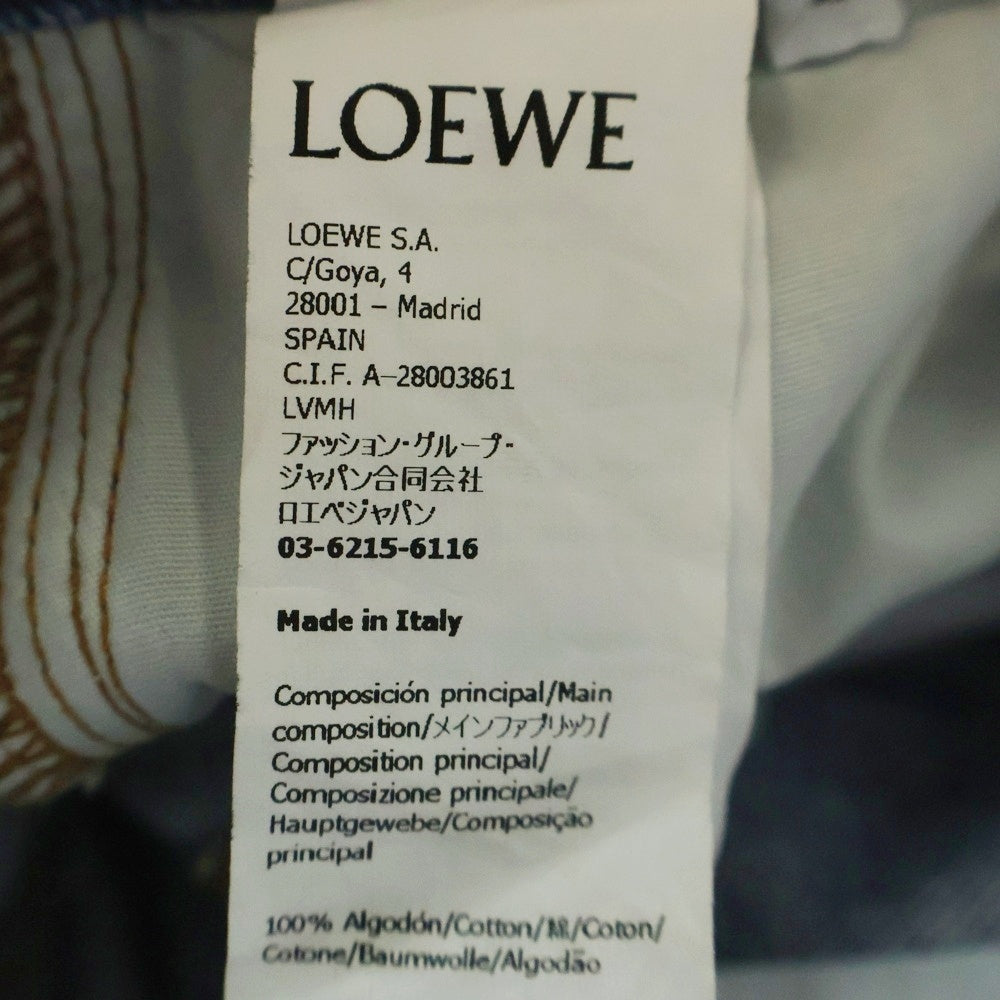 LOEWE
LOEWE S.A.
C/Goya, 4
28001 – Madrid
SPAIN
C.I.F. A–28003861
LVMH
ファッション・グループ・
ジャパン合同会社
ロエベジャパン
03-6215-6116
Made in Italy
Composición principal/Main
composition/メインファブリック/
Composition principal/
Composizione principale/
Hauptgewebe/Composição
principal
100% Algodón/Cotton/綿/Coton/
Cotone/Baumwolle/Algodão